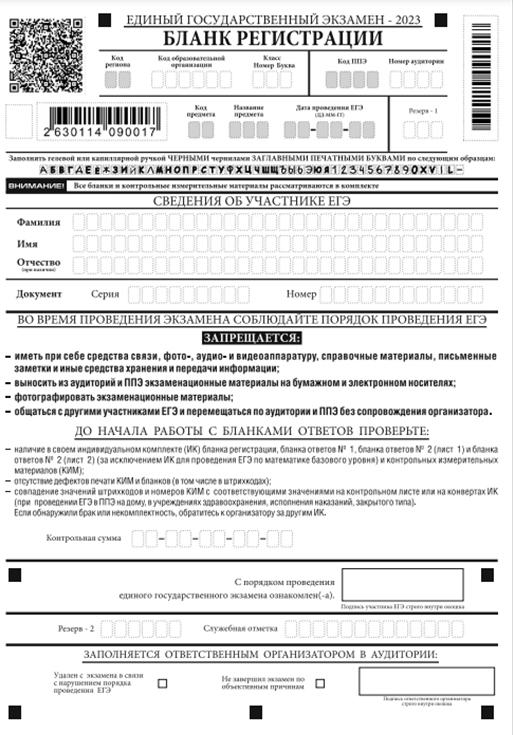 ЕДИНЫЙ ГОСУДАРСТВЕННЫЙ ЭКЗАМЕН - 2023
БЛАНК РЕГИСТРАЦИИ
Код региона
Код образовательной организации
Класс Номер Буква
Код ППЭ
Номер аудитории
2 630114 090017
Код предмета
Название предмета
Дата проведения ЕГЭ (ДД-ММ-ГГ)
Резерв - 1
Заполнять гелевой или капиллярной ручкой ЧЕРНЫМИ чернилами ЗАГЛАВНЫМИ ПЕЧАТНЫМИ БУКВАМИ по следующим образцам:
АБВГДЕЁЖЗИЙКЛМНОПРСТУФХЦЧШЩЪЫЬЭЮЯ1234567890XVIL-
ВНИМАНИЕ! Все бланки и контрольные измерительные материалы рассматриваются в комплекте
СВЕДЕНИЯ ОБ УЧАСТНИКЕ ЕГЭ
Фамилия
Имя
Отчество
(при наличии)
Документ Серия Номер
ВО ВРЕМЯ ПРОВЕДЕНИЯ ЭКЗАМЕНА СОБЛЮДАЙТЕ ПОРЯДОК ПРОВЕДЕНИЯ ЕГЭ
ЗАПРЕЩАЕТСЯ:
– иметь при себе средства связи, фото-, аудио- и видеоаппаратуру, справочные материалы, письменные
заметки и иные средства хранения и передачи информации;
– выносить из аудиторий и ППЭ экзаменационные материалы на бумажном и электронном носителях;
– фотографировать экзаменационные материалы;
– общаться с другими участниками ЕГЭ и перемещаться по аудитории и ППЭ без сопровождения организатора.
ДО НАЧАЛА РАБОТЫ С БЛАНКАМИ ОТВЕТОВ ПРОВЕРЬТЕ:
– наличие в своем индивидуальном комплекте (ИК) бланка регистрации, бланка ответов № 1, бланка ответов № 2 (лист 1) и бланка
ответов № 2 (лист 2) (за исключением ИК для проведения ЕГЭ по математике базового уровня) и контрольных измерительных
материалов (КИМ);
– отсутствие дефектов печати КИМ и бланков (в том числе в штрихкодах);
– совпадение значений штрихкодов и номеров КИМ с соответствующими значениями на контрольном листе или на конвертах ИК
(при проведении ЕГЭ в ППЭ на дому, в учреждениях здравоохранения, исполнения наказаний, закрытого типа).
Если обнаружили брак или некомплектность, обратитесь к организатору за другим ИК.
Контрольная сумма
С порядком проведения
единого государственного экзамена ознакомлен(-а).
Подпись участника ЕГЭ строго внутри окошка
Резерв - 2 Служебная отметка
ЗАПОЛНЯЕТСЯ ОТВЕТСТВЕННЫМ ОРГАНИЗАТОРОМ В АУДИТОРИИ:
Удален с экзамена в связи
с нарушением порядка
проведения ЕГЭ
Не завершил экзамен по
объективным причинам
Подпись ответственного организатора
строго внутри окошка